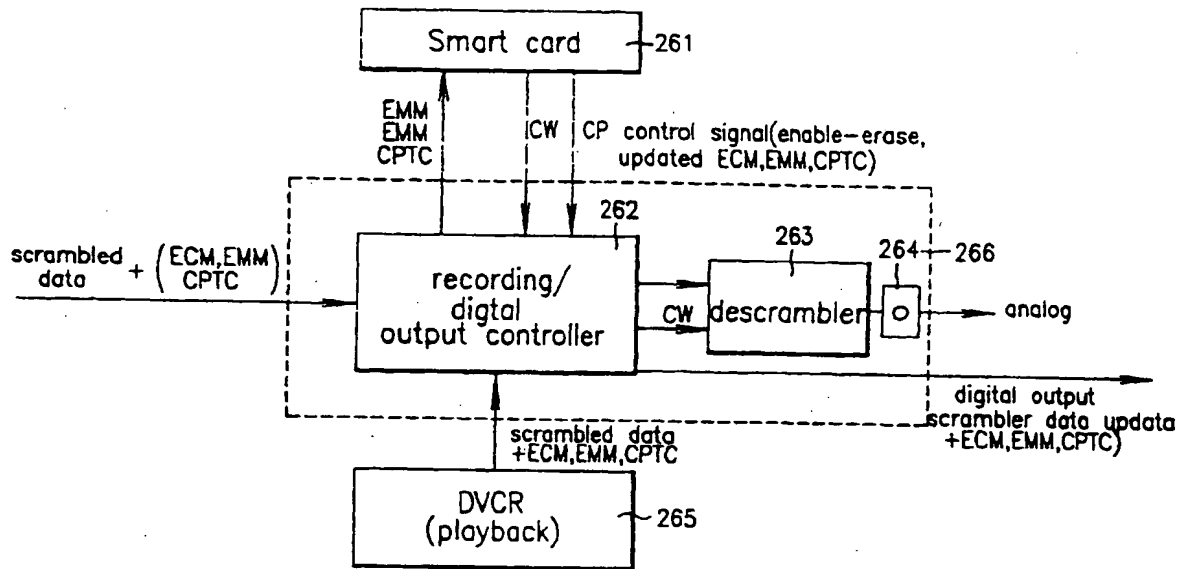 Smart card
261
EMM
EMM
CPTC
CW
CP control signal(enable-erase,
updated ECM,EMM,CPTC)
262
263
264
266
scrambled
data
+
(ECM,EMM)
CPTC
recording/
digtal
output controller
CW
descrambler
analog
digital output
scrambler data updata
+ECM,EMM,CPTC)
scrambled data
+ECM,EMM,CPTC
DVCR
(playback)
265